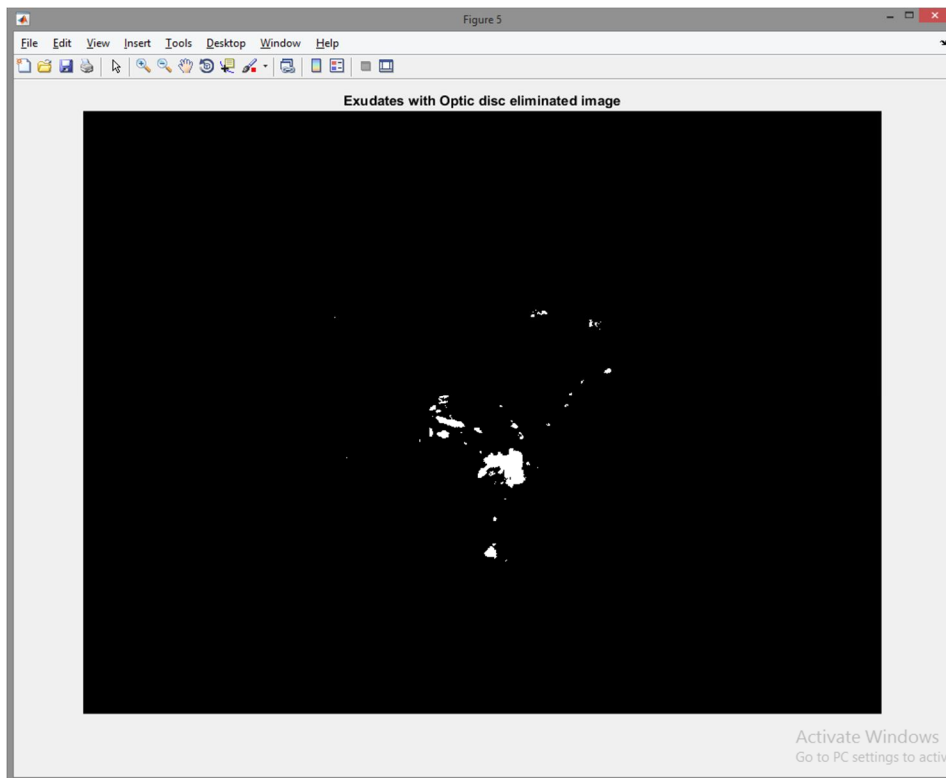 Figure 5
File Edit View Insert Tools Desktop Window Help
Exudates with Optic disc eliminated image
Activate Windows
Go to PC settings to activ